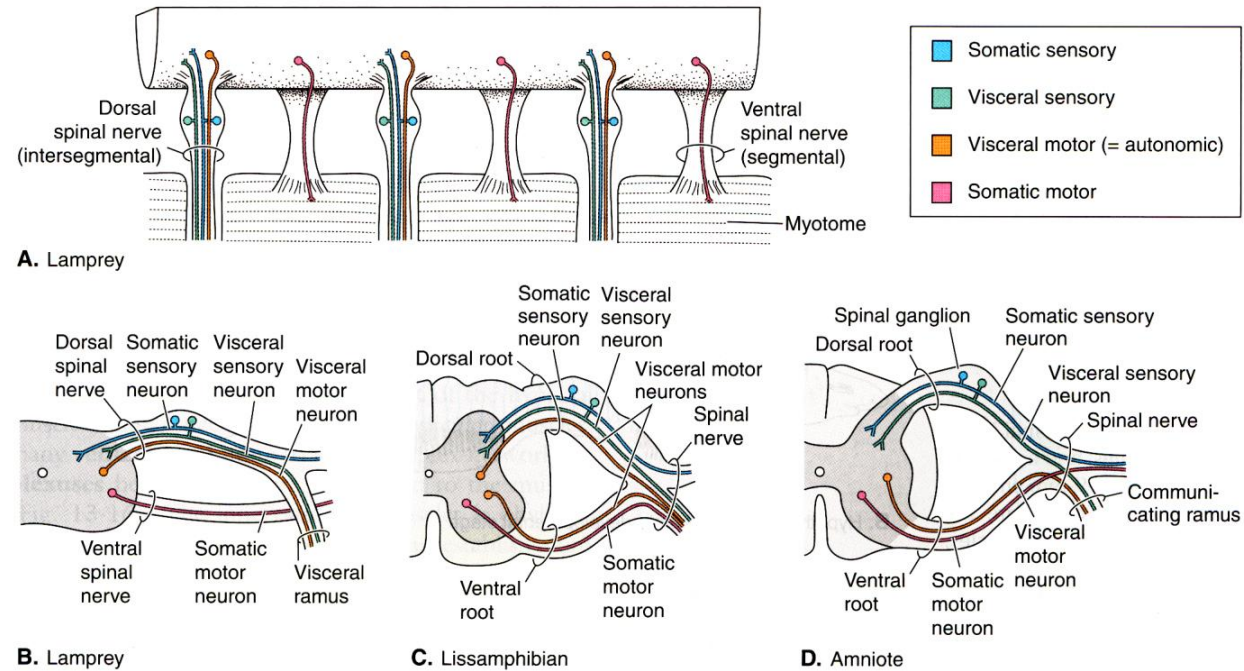 Somatic sensory
Visceral sensory
Visceral motor (= autonomic)
Somatic motor
Dorsal
spinal nerve
(intersegmental)
Ventral
spinal nerve
(segmental)
Myotome
A. Lamprey
Dorsal
spinal
nerve
Somatic
sensory
neuron
Visceral
sensory
neuron
Visceral
motor
neuron
Ventral
spinal
nerve
Somatic
motor
neuron
Visceral
ramus
B. Lamprey
Somatic
sensory
neuron
Visceral
sensory
neuron
Dorsal root
Visceral motor
neurons
Spinal
nerve
Ventral
root
Somatic
motor
neuron
C. Lissamphibian
Spinal ganglion
Dorsal root
Somatic sensory
neuron
Visceral sensory
neuron
Spinal nerve
Communi-
cating ramus
Visceral
motor
neuron
Ventral
root
Somatic
motor
neuron
D. Amniote